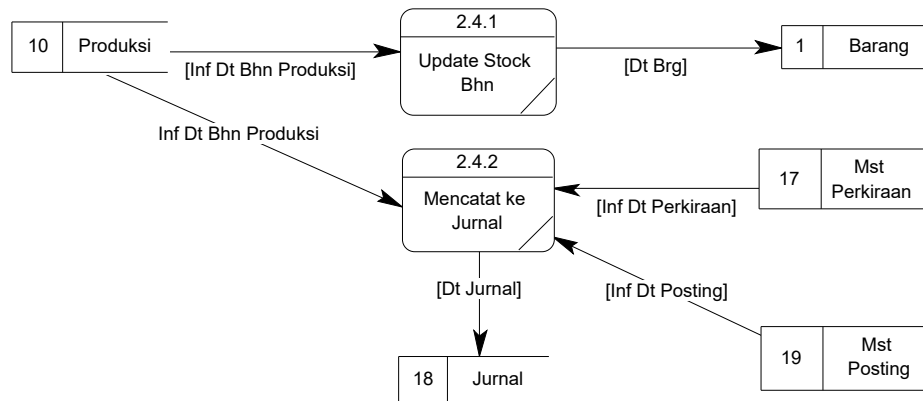 2.4.1
10 Produksi
Update Stock
Bhn
1 Barang
[Inf Dt Bhn Produksi]
[Dt Brg]
Inf Dt Bhn Produksi
2.4.2
Mencatat ke
Jurnal
17 Mst
Perkiraan
[Inf Dt Perkiraan]
[Dt Jurnal]
[Inf Dt Posting]
19 Mst
Posting
18 Jurnal